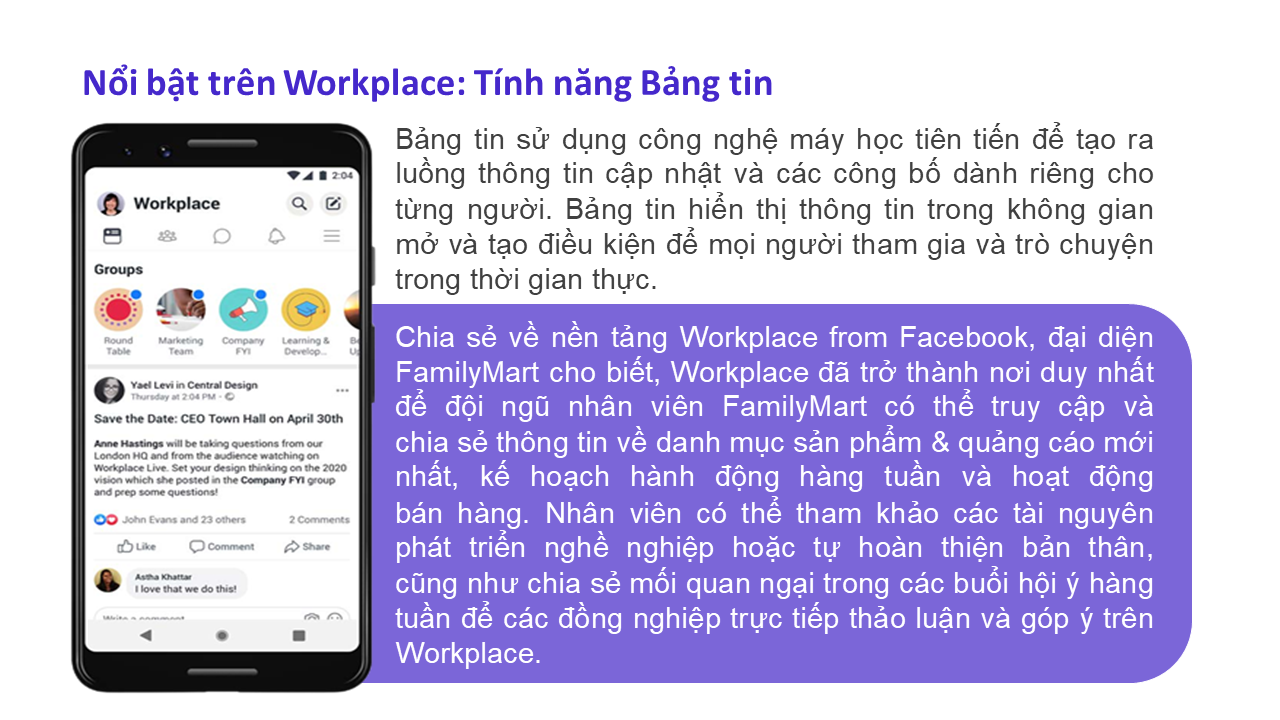 Nổi bật trên Workplace: Tính năng Bảng tin
2:04
Workplace
Groups
Round
Table
Marketing
Team
Company
FYI
Learning &
Develop...
Yael Levi in Central Design
Thursday at 2:04 PM ·
Save the Date: CEO Town Hall on April 30th
Anne Hastings will be taking questions from our
London HQ and from the audience watching on
Workplace Live. Set your design thinking on the 2020
vision which she posted in the Company FYI group
and prep some questions!
John Evans and 23 others 2 Comments
Like Comment Share
Astha Khattar
I love that we do this!
Write a comment
Bảng tin sử dụng công nghệ máy học tiên tiến để tạo ra
luồng thông tin cập nhật và các công bố dành riêng cho
từng người. Bảng tin hiển thị thông tin trong không gian
mở và tạo điều kiện để mọi người tham gia và trò chuyện
trong thời gian thực.
Chia sẻ về nền tảng Workplace from Facebook, đại diện
FamilyMart cho biết, Workplace đã trở thành nơi duy nhất
để đội ngũ nhân viên FamilyMart có thể truy cập và
chia sẻ thông tin về danh mục sản phẩm & quảng cáo mới
nhất, kế hoạch hành động hàng tuần và hoạt động
bán hàng. Nhân viên có thể tham khảo các tài nguyên
phát triển nghề nghiệp hoặc tự hoàn thiện bản thân,
cũng như chia sẻ mối quan ngại trong các buổi hội ý hàng
tuần để các đồng nghiệp trực tiếp thảo luận và góp ý trên
Workplace.